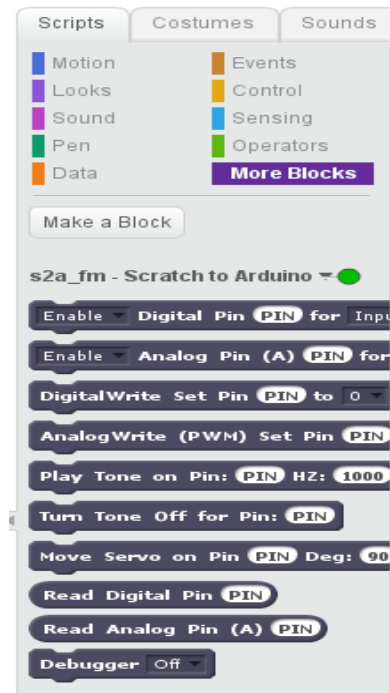 Scripts Costumes Sounds
Motion Events
Looks Control
Sound Sensing
Pen Operators
Data More Blocks
Make a Block
s2a_fm - Scratch to Arduino
Enable Digital Pin PIN for Inpu
Enable Analog Pin (A) PIN for
DigitalWrite Set Pin PIN to 0
AnalogWrite (PWM) Set Pin PIN
Play Tone on Pin: PIN HZ: 1000
Turn Tone Off for Pin: PIN
Move Servo on Pin PIN Deg: 90
Read Digital Pin PIN
Read Analog Pin (A) PIN
Debugger Off